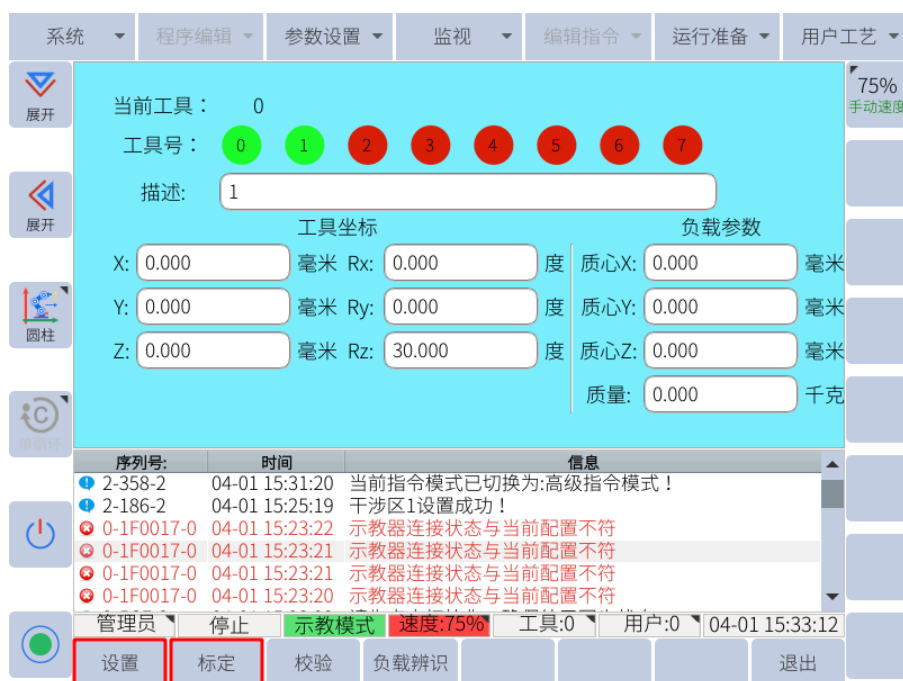 系统 程序编辑 参数设置 监视 编辑指令 运行准备 用户工艺
展开
75%
手动速度
当前工具： 0
工具号： 0 1 2 3 4 5 6 7
描述: 1
展开
工具坐标 负载参数
X: 0.000 毫米 Rx: 0.000 度 质心X: 0.000 毫米
Y: 0.000 毫米 Ry: 0.000 度 质心Y: 0.000 毫米
圆柱
Z: 0.000 毫米 Rz: 30.000 度 质心Z: 0.000 毫米
质量: 0.000 千克
C
单循环
序列号: 时间 信息
2-358-2 04-01 15:31:20 当前指令模式已切换为:高级指令模式！
2-186-2 04-01 15:25:19 干涉区1设置成功！
0-1F0017-0 04-01 15:23:22 示教器连接状态与当前配置不符
0-1F0017-0 04-01 15:23:21 示教器连接状态与当前配置不符
0-1F0017-0 04-01 15:23:21 示教器连接状态与当前配置不符
0-1F0017-0 04-01 15:23:20 示教器连接状态与当前配置不符
管理员 停止 示教模式 速度:75% 工具:0 用户:0 04-01 15:33:12
设置 标定 校验 负载辨识 退出